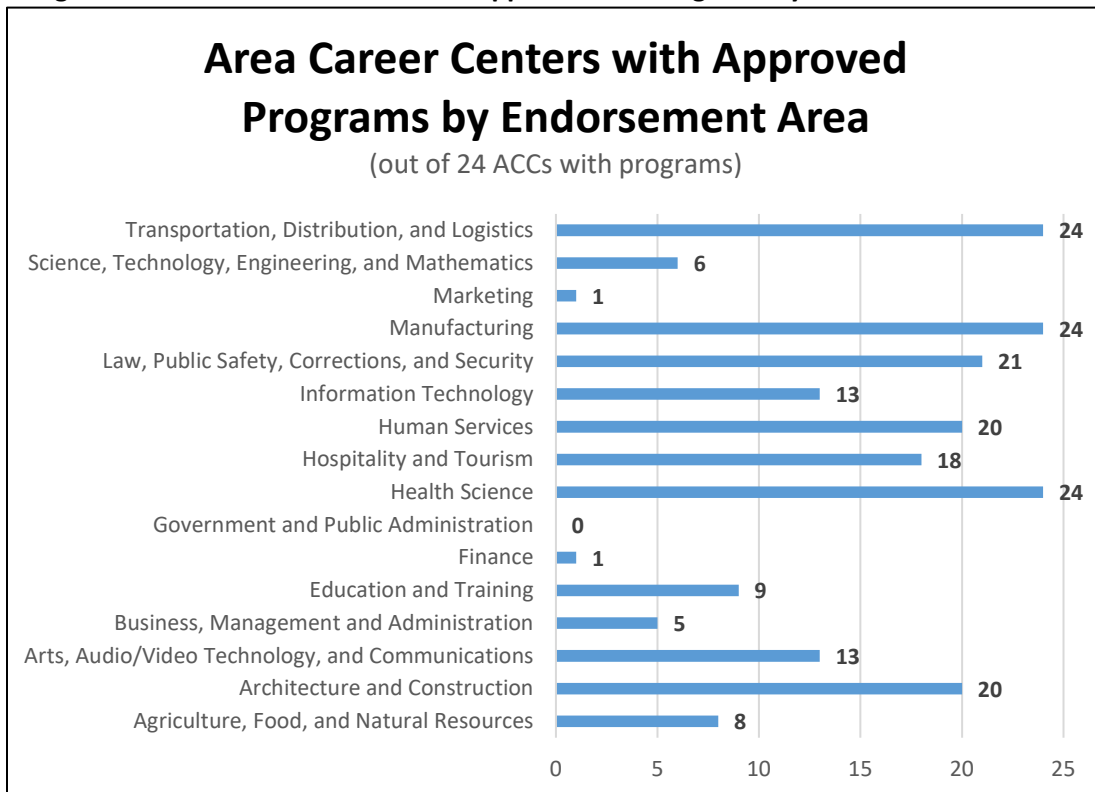 Area Career Centers with Approved
Programs by Endorsement Area
(out of 24 ACCs with programs)
Transportation, Distribution, and Logistics 24
Science, Technology, Engineering, and Mathematics 6
Marketing 1
Manufacturing 24
Law, Public Safety, Corrections, and Security 21
Information Technology 13
Human Services 20
Hospitality and Tourism 18
Health Science 24
Government and Public Administration 0
Finance 1
Education and Training 9
Business, Management and Administration 5
Arts, Audio/Video Technology, and Communications 13
Architecture and Construction 20
Agriculture, Food, and Natural Resources 8
0 5 10 15 20 25